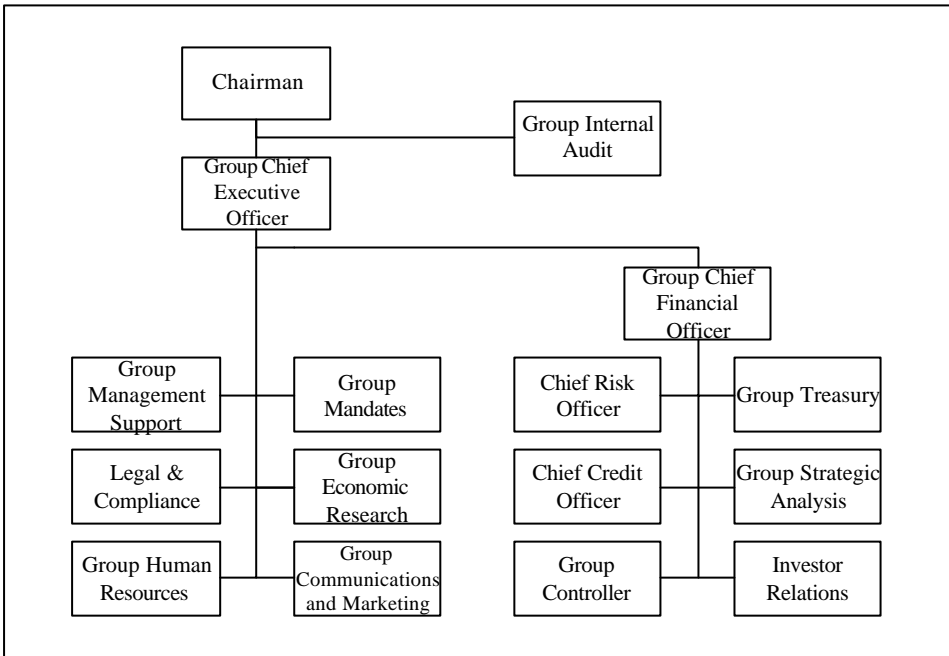 Chairman
Group Internal
Audit
Group Chief
Executive
Officer
Group Chief
Financial
Officer
Group
Management
Support
Group
Mandates
Chief Risk
Officer
Group Treasury
Legal &
Compliance
Group
Economic
Research
Chief Credit
Officer
Group Strategic
Analysis
Group Human
Resources
Group
Communications
and Marketing
Group
Controller
Investor
Relations